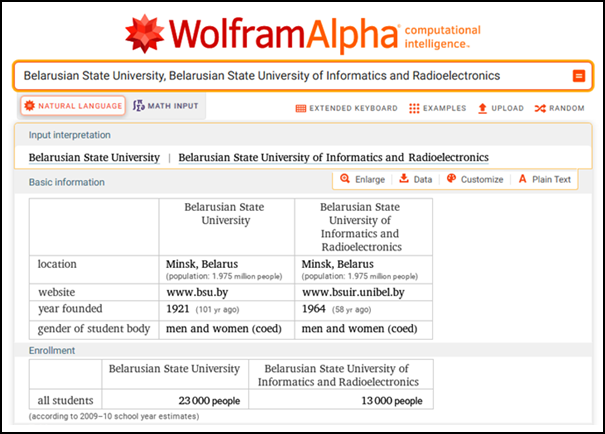 WolframAlpha computational intelligence™
Belarusian State University, Belarusian State University of Informatics and Radioelectronics
NATURAL LANGUAGE MATH INPUT EXTENDED KEYBOARD EXAMPLES UPLOAD RANDOM
Input interpretation
Belarusian State University | Belarusian State University of Informatics and Radioelectronics
Basic information Enlarge Data Customize Plain Text
Belarusian State University Belarusian State University of Informatics and Radioelectronics
location Minsk, Belarus (population: 1.975 million people) Minsk, Belarus (population: 1.975 million people)
website www.bsu.by www.bsuir.unibel.by
year founded 1921 (101 yr ago) 1964 (58 yr ago)
gender of student body men and women (coed) men and women (coed)
Enrollment
Belarusian State University Belarusian State University of Informatics and Radioelectronics
all students 23 000 people 13 000 people
(according to 2009–10 school year estimates)